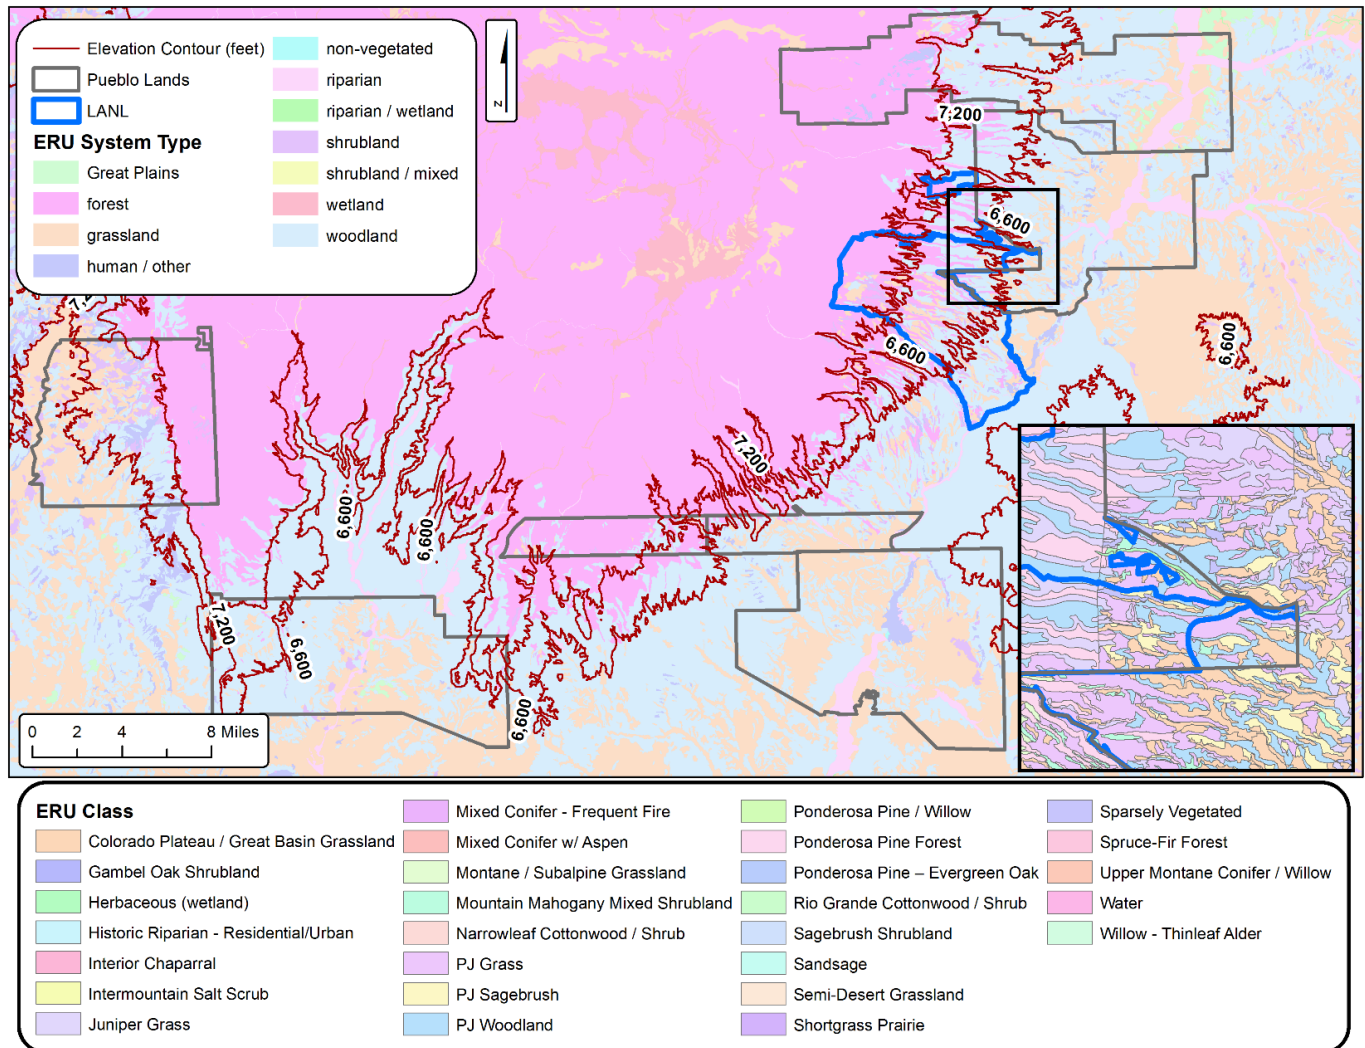 Elevation Contour (feet)
Pueblo Lands
LANL
ERU System Type
Great Plains
forest
grassland
human / other
non-vegetated
riparian
riparian / wetland
shrubland
shrubland / mixed
wetland
woodland
N
7,200
6,600
6,600
6,600
7,200
6,600
6,600
7,200
6,600
6,600
0 2 4 8 Miles
ERU Class
Colorado Plateau / Great Basin Grassland
Gambel Oak Shrubland
Herbaceous (wetland)
Historic Riparian - Residential/Urban
Interior Chaparral
Intermountain Salt Scrub
Juniper Grass
Mixed Conifer - Frequent Fire
Mixed Conifer w/ Aspen
Montane / Subalpine Grassland
Mountain Mahogany Mixed Shrubland
Narrowleaf Cottonwood / Shrub
PJ Grass
PJ Sagebrush
PJ Woodland
Ponderosa Pine / Willow
Ponderosa Pine Forest
Ponderosa Pine – Evergreen Oak
Rio Grande Cottonwood / Shrub
Sagebrush Shrubland
Sandsage
Semi-Desert Grassland
Shortgrass Prairie
Sparsely Vegetated
Spruce-Fir Forest
Upper Montane Conifer / Willow
Water
Willow - Thinleaf Alder